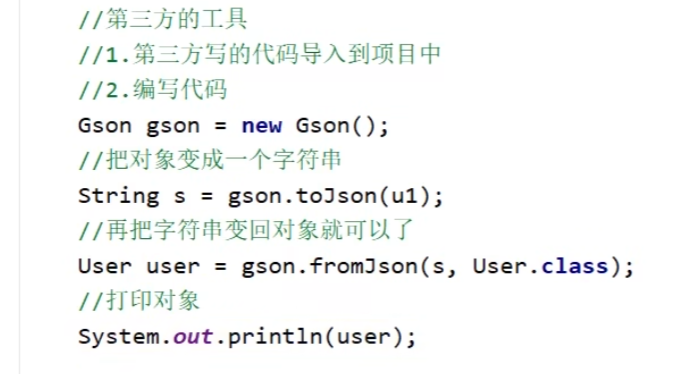 //第三方的工具
//1.第三方写的代码导入到项目中
//2.编写代码
Gson gson = new Gson();
//把对象变成一个字符串
String s = gson.toJson(u1);
//再把字符串变回对象就可以了
User user = gson.fromJson(s, User.class);
//打印对象
System.out.println(user);